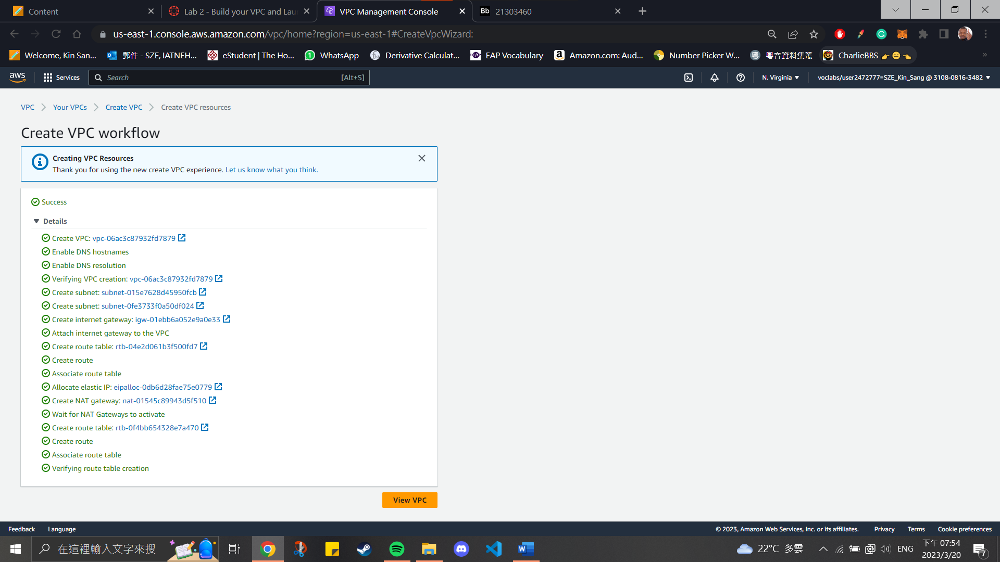 Content
Lab 2 - Build your VPC and Lau
VPC Management Console
Bb 21303460
us-east-1.console.aws.amazon.com/vpc/home?region=us-east-1#CreateVpcWizard:
Welcome, Kin San...
郵件 - SZE, IATNEH...
eStudent | The Ho...
WhatsApp
Derivative Calculat...
EAP Vocabulary
Amazon.com: Aud...
Number Picker W...
粵音資料集叢
CharlieBBS 👉😑👈
»
aws
Services
Search
[Alt+S]
N. Virginia
voclabs/user2472777=SZE_Kin_Sang @ 3108-0816-3482
VPC
Your VPCs
Create VPC
Create VPC resources
Create VPC workflow
Creating VPC Resources
Thank you for using the new create VPC experience. Let us know what you think.
Success
Details
Create VPC: vpc-06ac3c87932fd7879
Enable DNS hostnames
Enable DNS resolution
Verifying VPC creation: vpc-06ac3c87932fd7879
Create subnet: subnet-015e7628d45950fcb
Create subnet: subnet-0fe3733f0a50df024
Create internet gateway: igw-01ebb6a052e9a0e33
Attach internet gateway to the VPC
Create route table: rtb-04e2d061b3f500fd7
Create route
Associate route table
Allocate elastic IP: eipalloc-0db6d28fae75e0779
Create NAT gateway: nat-01545c89943d5f510
Wait for NAT Gateways to activate
Create route table: rtb-0f4bb654328e7a470
Create route
Associate route table
Verifying route table creation
View VPC
Feedback
Language
© 2023, Amazon Web Services, Inc. or its affiliates.
Privacy
Terms
Cookie preferences
在這裡輸入文字來搜
22°C 多雲
ENG
下午 07:54
2023/3/20
7